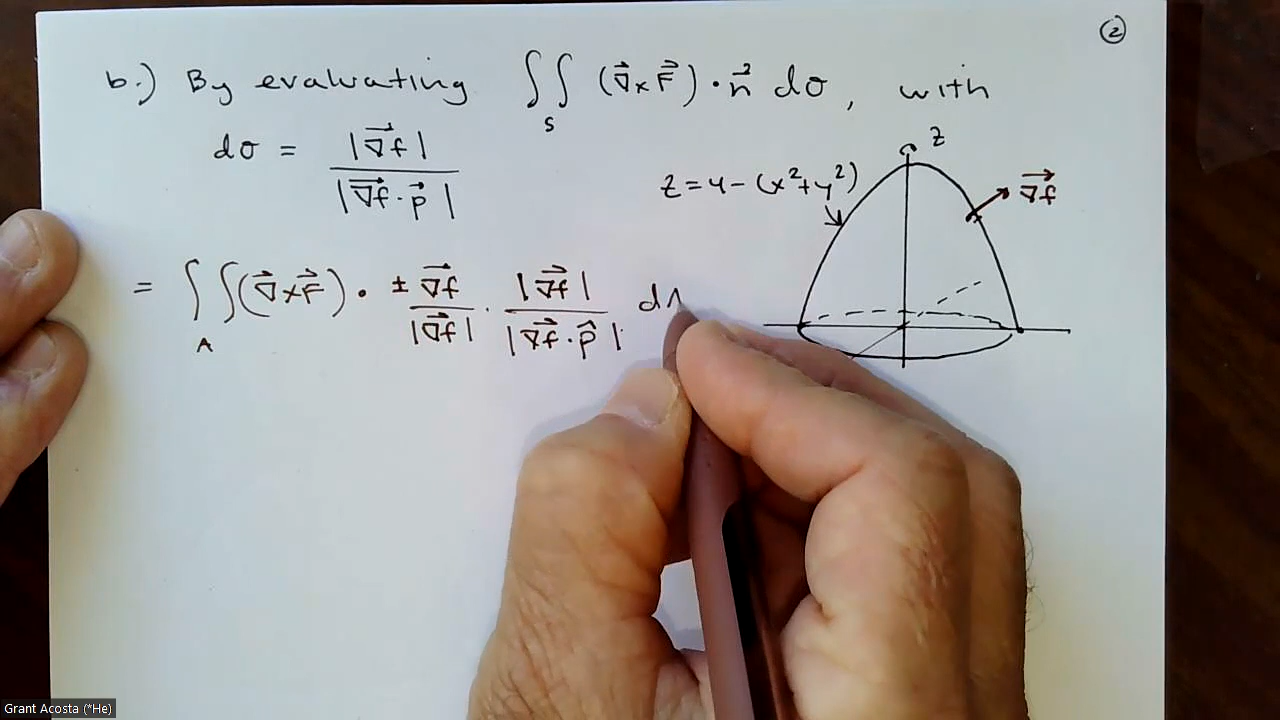 ②
b.) By evaluating ∫∫_S (∇⃗×F⃗)·n⃗ dσ, with
dσ = |∇⃗f| / |∇⃗f·p⃗|
z=4-(x²+y²)
z
∇⃗f
= ∫∫_A (∇⃗×F⃗)· ±∇⃗f / |∇⃗f| · |∇⃗f| / |∇⃗f·p̂| d
Grant Acosta (*He)